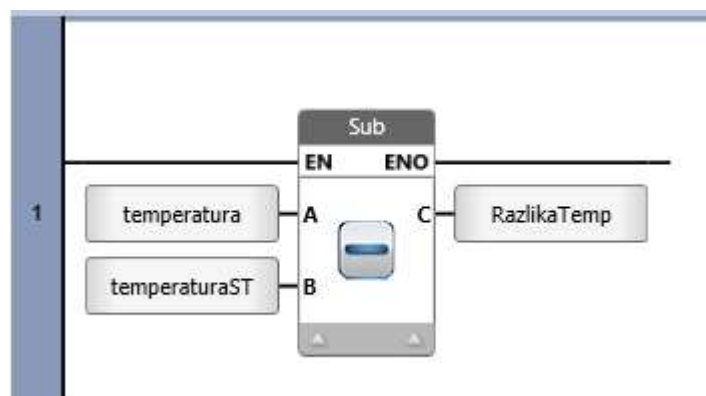 Sub
EN ENO
1 temperatura A C RazlikaTemp
temperaturaST B